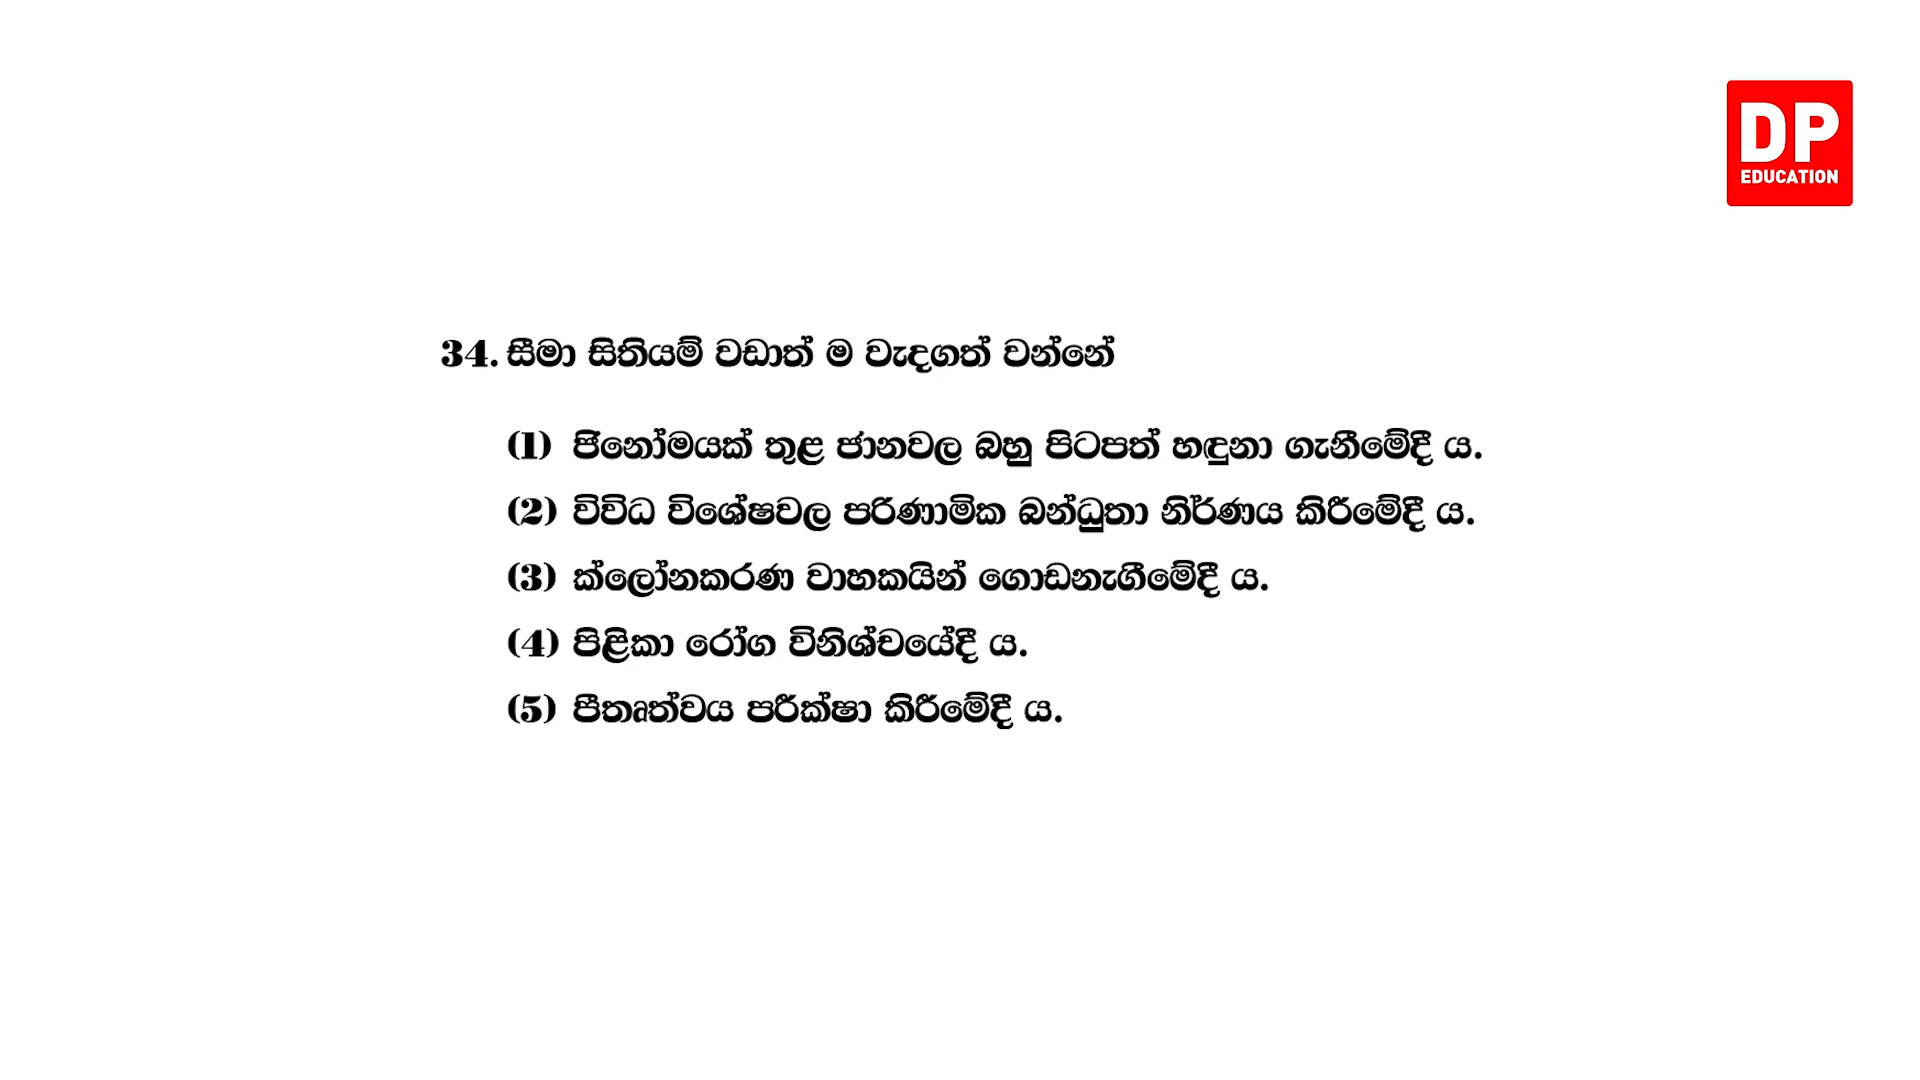 DP
EDUCATION
34. සීමා සිතියම් වඩාත් ම වැදගත් වන්නේ
(1) ජිනෝමයක් තුළ ජානවල බහු පිටපත් හඳුනා ගැනීමේදී ය.
(2) විවිධ විශේෂවල පරිණාමික බන්ධුතා නිර්ණය කිරීමේදී ය.
(3) ක්ලෝනකරණ වාහකයින් ගොඩනැගීමේදී ය.
(4) පිළිකා රෝග විනිශ්චයේදී ය.
(5) පීතෘත්වය පරීක්ෂා කිරීමේදී ය.